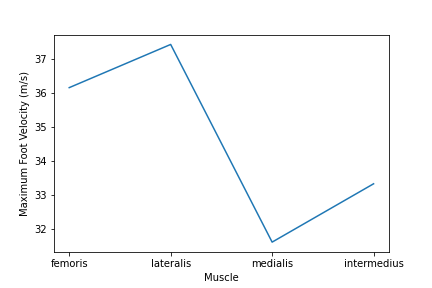 Maximum Foot Velocity (m/s)
37
36
35
34
33
32
femoris lateralis medialis intermedius
Muscle